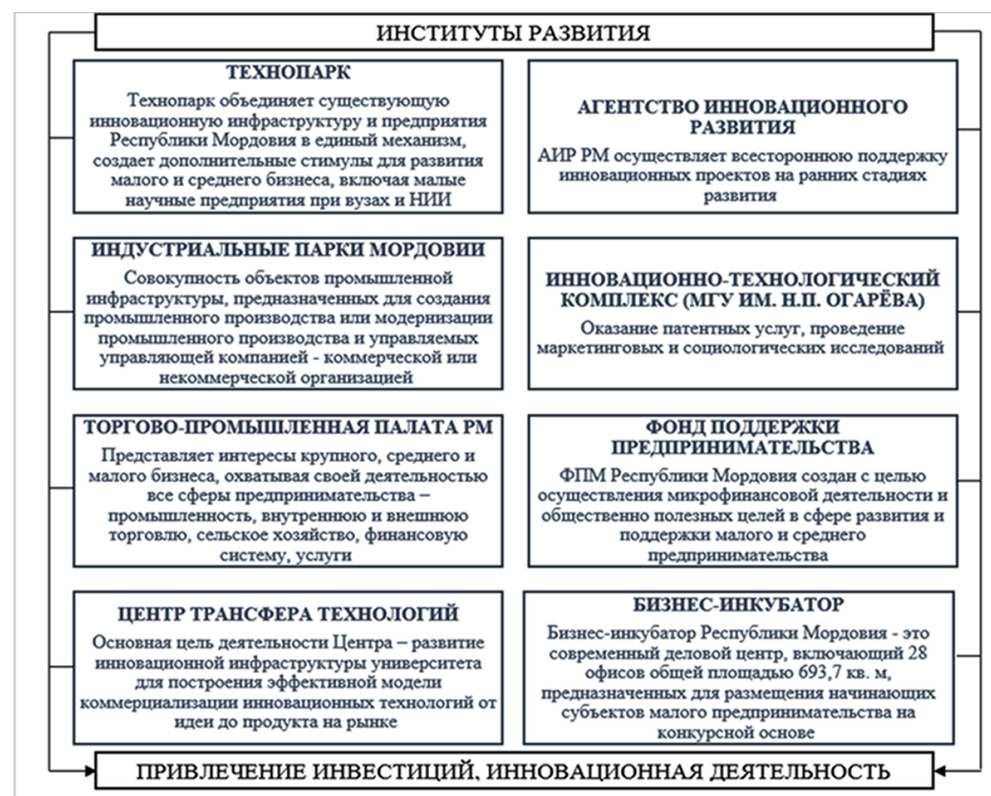 ИНСТИТУТЫ РАЗВИТИЯ
ТЕХНОПАРК
Технопарк объединяет существующую
инновационную инфраструктуру и предприятия
Республики Мордовия в единый механизм,
создает дополнительные стимулы для развития
малого и среднего бизнеса, включая малые
научные предприятия при вузах и НИИ
АГЕНТСТВО ИННОВАЦИОННОГО
РАЗВИТИЯ
АИР РМ осуществляет всестороннюю поддержку
инновационных проектов на ранних стадиях
развития
ИНДУСТРИАЛЬНЫЕ ПАРКИ МОРДОВИИ
Совокупность объектов промышленной
инфраструктуры, предназначенных для создания
промышленного производства или модернизации
промышленного производства и управляемых
управляющей компанией - коммерческой или
некоммерческой организацией
ИННОВАЦИОННО-ТЕХНОЛОГИЧЕСКИЙ
КОМПЛЕКС (МГУ ИМ. Н.П. ОГАРЁВА)
Оказание патентных услуг, проведение
маркетинговых и социологических исследований
ТОРГОВО-ПРОМЫШЛЕННАЯ ПАЛАТА РМ
Представляет интересы крупного, среднего и
малого бизнеса, охватывая своей деятельностью
все сферы предпринимательства –
промышленность, внутреннюю и внешнюю
торговлю, сельское хозяйство, финансовую
систему, услуги
ФОНД ПОДДЕРЖКИ
ПРЕДПРИНИМАТЕЛЬСТВА
ФПМ Республики Мордовия создан с целью
осуществления микрофинансовой деятельности и
общественно полезных целей в сфере развития и
поддержки малого и среднего
предпринимательства
ЦЕНТР ТРАНСФЕРА ТЕХНОЛОГИЙ
Основная цель деятельности Центра – развитие
инновационной инфраструктуры университета
для построения эффективной модели
коммерциализации инновационных технологий от
идеи до продукта на рынке
БИЗНЕС-ИНКУБАТОР
Бизнес-инкубатор Республики Мордовия - это
современный деловой центр, включающий 28
офисов общей площадью 693,7 кв. м,
предназначенных для размещения начинающих
субъектов малого предпринимательства на
конкурсной основе
ПРИВЛЕЧЕНИЕ ИНВЕСТИЦИЙ, ИННОВАЦИОННАЯ ДЕЯТЕЛЬНОСТЬ